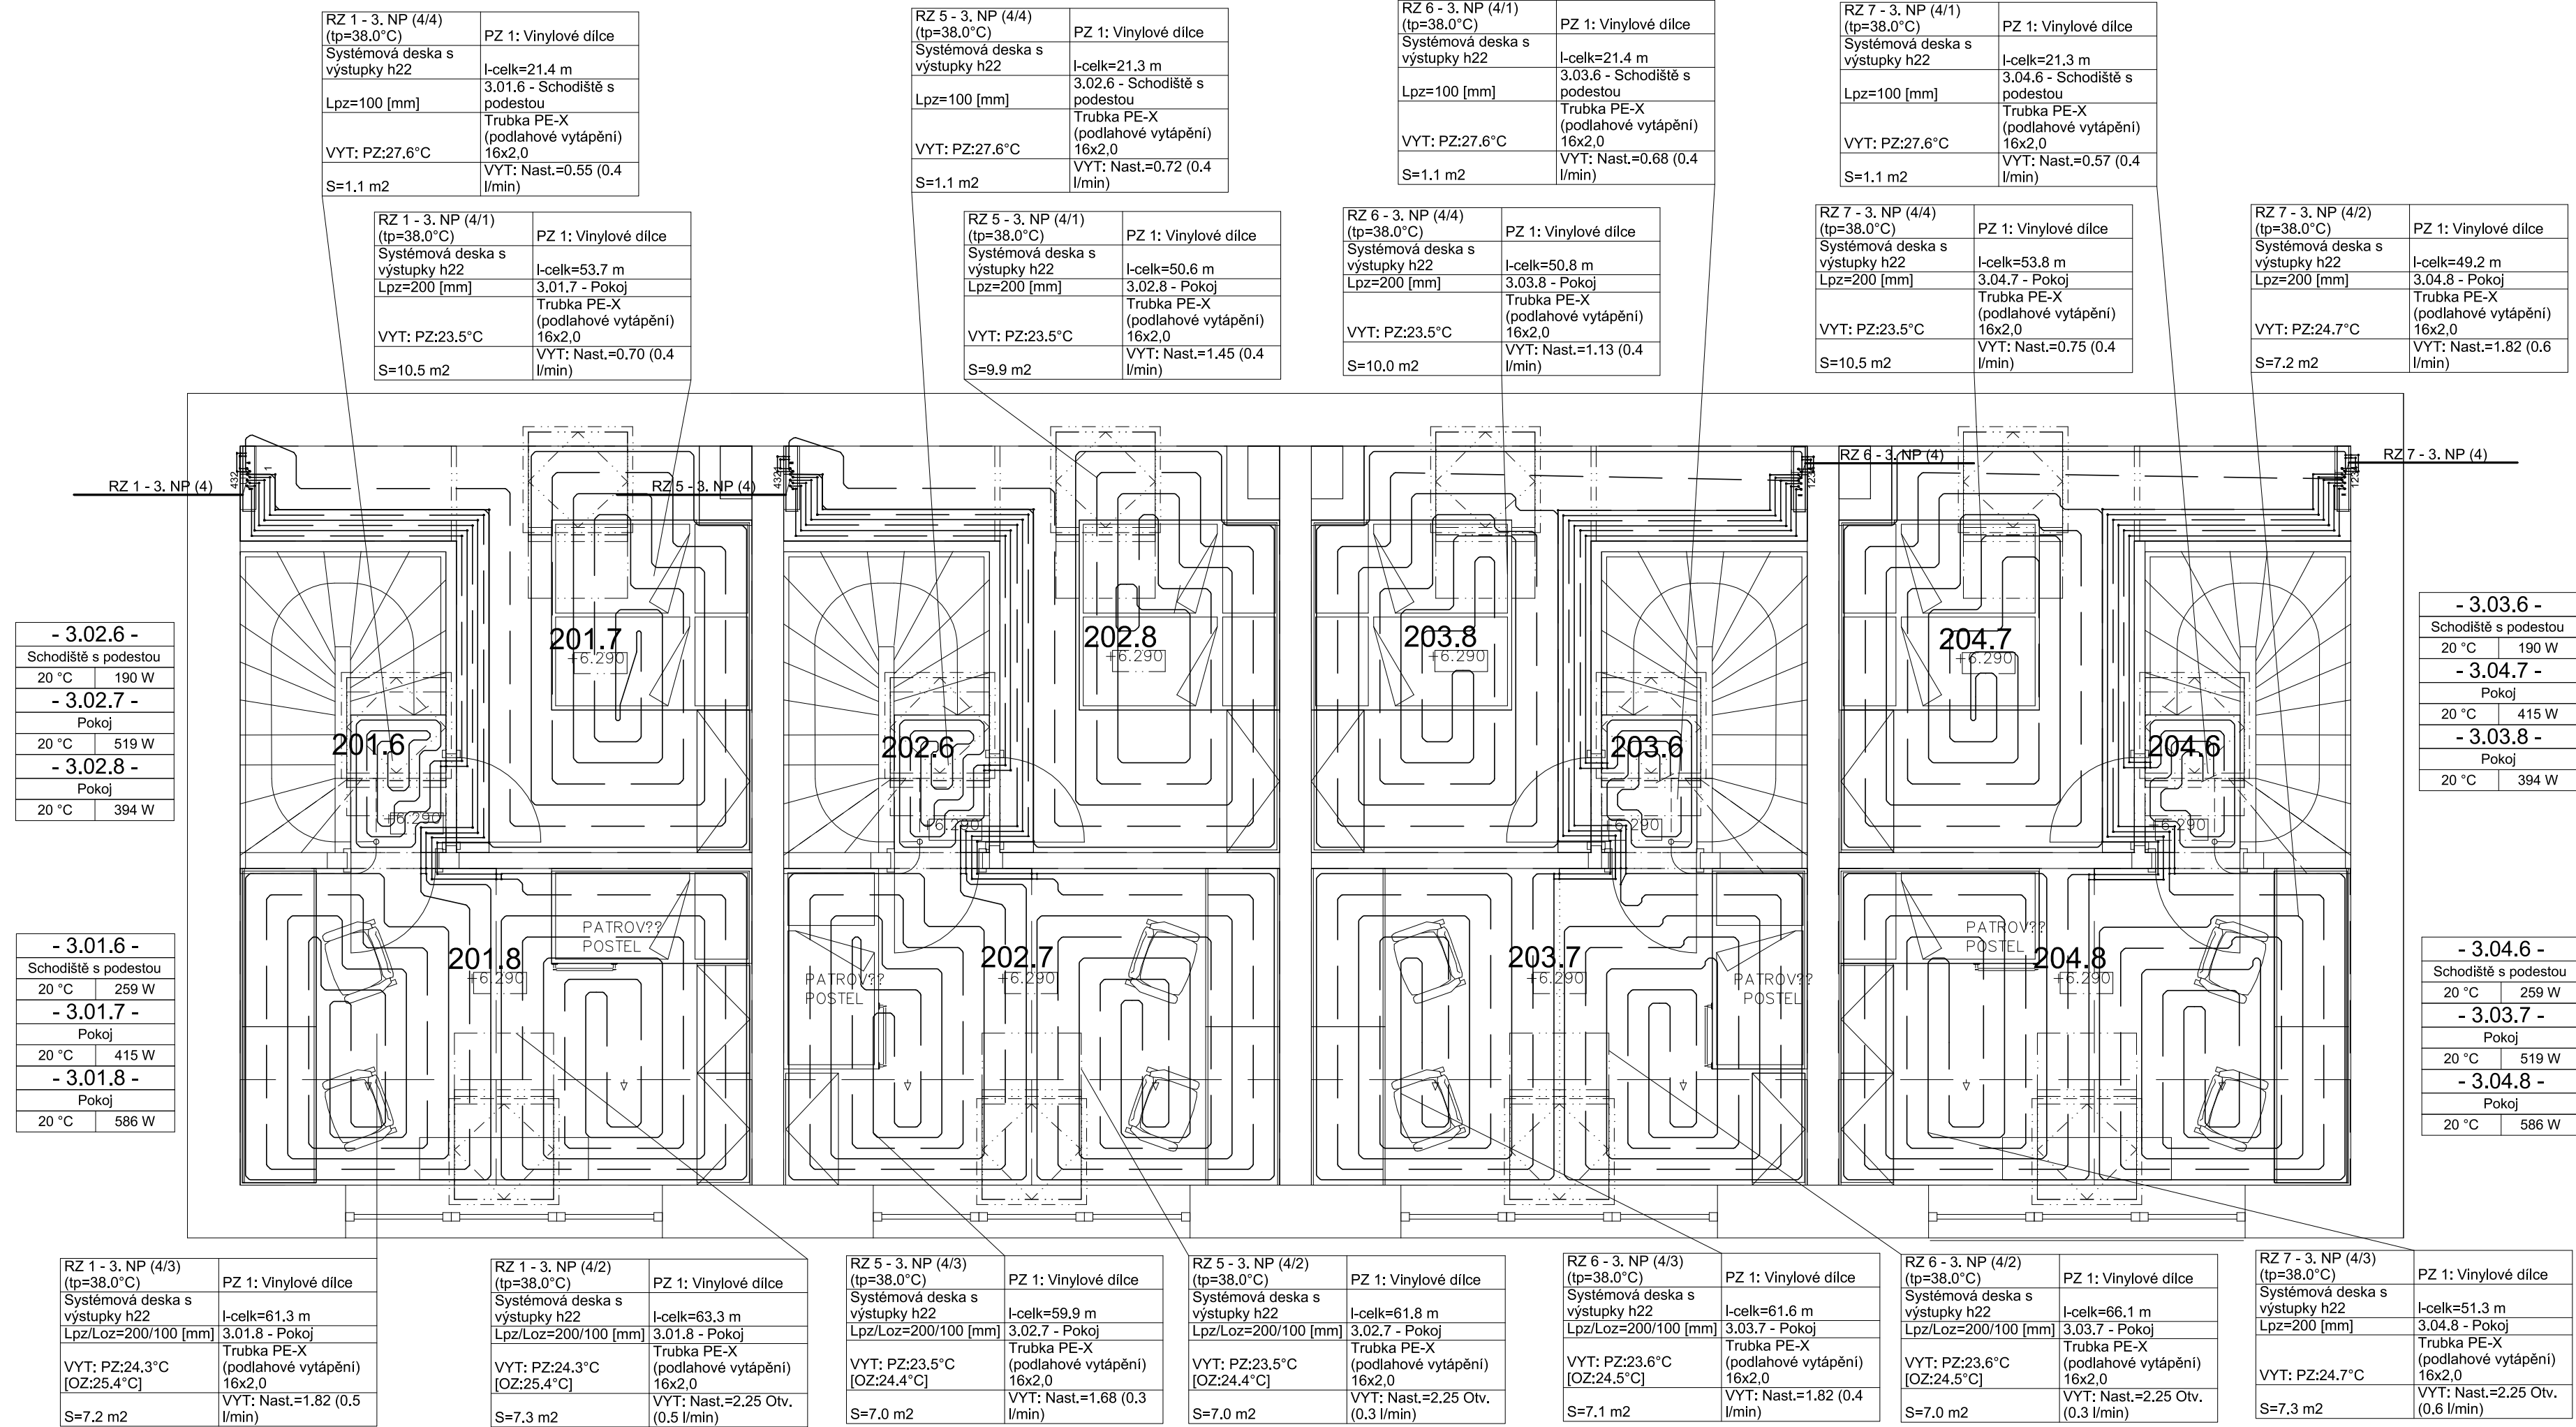 RZ 1 - 3. NP (4/4)
(tp=38.0°C)
PZ 1: Vinylové dílce
Systémová deska s
výstupky h22
l-celk=21.4 m
Lpz=100 [mm]
3.01.6 - Schodiště s
podestou
VYT: PZ:27.6°C
Trubka PE-X
(podlahové vytápění)
16x2,0
S=1.1 m2
VYT: Nast.=0.55 (0.4
l/min)
RZ 5 - 3. NP (4/4)
(tp=38.0°C)
PZ 1: Vinylové dílce
Systémová deska s
výstupky h22
l-celk=21.3 m
Lpz=100 [mm]
3.02.6 - Schodiště s
podestou
VYT: PZ:27.6°C
Trubka PE-X
(podlahové vytápění)
16x2,0
S=1.1 m2
VYT: Nast.=0.72 (0.4
l/min)
RZ 6 - 3. NP (4/1)
(tp=38.0°C)
PZ 1: Vinylové dílce
Systémová deska s
výstupky h22
l-celk=21.4 m
Lpz=100 [mm]
3.03.6 - Schodiště s
podestou
VYT: PZ:27.6°C
Trubka PE-X
(podlahové vytápění)
16x2,0
S=1.1 m2
VYT: Nast.=0.68 (0.4
l/min)
RZ 7 - 3. NP (4/1)
(tp=38.0°C)
PZ 1: Vinylové dílce
Systémová deska s
výstupky h22
l-celk=21.3 m
Lpz=100 [mm]
3.04.6 - Schodiště s
podestou
VYT: PZ:27.6°C
Trubka PE-X
(podlahové vytápění)
16x2,0
S=1.1 m2
VYT: Nast.=0.57 (0.4
l/min)
RZ 1 - 3. NP (4/1)
(tp=38.0°C)
PZ 1: Vinylové dílce
Systémová deska s
výstupky h22
l-celk=53.7 m
Lpz=200 [mm]
3.01.7 - Pokoj
VYT: PZ:23.5°C
Trubka PE-X
(podlahové vytápění)
16x2,0
S=10.5 m2
VYT: Nast.=0.70 (0.4
l/min)
RZ 5 - 3. NP (4/1)
(tp=38.0°C)
PZ 1: Vinylové dílce
Systémová deska s
výstupky h22
l-celk=50.6 m
Lpz=200 [mm]
3.02.8 - Pokoj
VYT: PZ:23.5°C
Trubka PE-X
(podlahové vytápění)
16x2,0
S=9.9 m2
VYT: Nast.=1.45 (0.4
l/min)
RZ 6 - 3. NP (4/4)
(tp=38.0°C)
PZ 1: Vinylové dílce
Systémová deska s
výstupky h22
l-celk=50.8 m
Lpz=200 [mm]
3.03.8 - Pokoj
VYT: PZ:23.5°C
Trubka PE-X
(podlahové vytápění)
16x2,0
S=10.0 m2
VYT: Nast.=1.13 (0.4
l/min)
RZ 7 - 3. NP (4/4)
(tp=38.0°C)
PZ 1: Vinylové dílce
Systémová deska s
výstupky h22
l-celk=53.8 m
Lpz=200 [mm]
3.04.7 - Pokoj
VYT: PZ:23.5°C
Trubka PE-X
(podlahové vytápění)
16x2,0
S=10.5 m2
VYT: Nast.=0.75 (0.4
l/min)
RZ 7 - 3. NP (4/2)
(tp=38.0°C)
PZ 1: Vinylové dílce
Systémová deska s
výstupky h22
l-celk=49.2 m
Lpz=200 [mm]
3.04.8 - Pokoj
VYT: PZ:24.7°C
Trubka PE-X
(podlahové vytápění)
16x2,0
S=7.2 m2
VYT: Nast.=1.82 (0.6
l/min)
RZ 1 - 3. NP (4)
RZ 5 - 3. NP (4)
RZ 6 - 3. NP (4)
RZ 7 - 3. NP (4)
- 3.02.6 -
Schodiště s podestou
20 °C 190 W
- 3.02.7 -
Pokoj
20 °C 519 W
- 3.02.8 -
Pokoj
20 °C 394 W
- 3.01.6 -
Schodiště s podestou
20 °C 259 W
- 3.01.7 -
Pokoj
20 °C 415 W
- 3.01.8 -
Pokoj
20 °C 586 W
201.7
+6.290
202.8
+6.290
203.8
+6.290
204.7
+6.290
201.6
+6.290
202.6
+6.290
203.6
+6.290
204.6
+6.290
PATROV??
POSTEL
201.8
+6.290
PATROV??
POSTEL
202.7
+6.290
203.7
+6.290
PATROV??
POSTEL
PATROV??
POSTEL
204.8
+6.290
- 3.03.6 -
Schodiště s podestou
20 °C 190 W
- 3.04.7 -
Pokoj
20 °C 415 W
- 3.03.8 -
Pokoj
20 °C 394 W
- 3.04.6 -
Schodiště s podestou
20 °C 259 W
- 3.03.7 -
Pokoj
20 °C 519 W
- 3.04.8 -
Pokoj
20 °C 586 W
RZ 1 - 3. NP (4/3)
(tp=38.0°C)
PZ 1: Vinylové dílce
Systémová deska s
výstupky h22
l-celk=61.3 m
Lpz/Loz=200/100 [mm]
3.01.8 - Pokoj
VYT: PZ:24.3°C
[OZ:25.4°C]
Trubka PE-X
(podlahové vytápění)
16x2,0
S=7.2 m2
VYT: Nast.=1.82 (0.5
l/min)
RZ 1 - 3. NP (4/2)
(tp=38.0°C)
PZ 1: Vinylové dílce
Systémová deska s
výstupky h22
l-celk=63.3 m
Lpz/Loz=200/100 [mm]
3.01.8 - Pokoj
VYT: PZ:24.3°C
[OZ:25.4°C]
Trubka PE-X
(podlahové vytápění)
16x2,0
S=7.3 m2
VYT: Nast.=2.25 Otv.
(0.5 l/min)
RZ 5 - 3. NP (4/3)
(tp=38.0°C)
PZ 1: Vinylové dílce
Systémová deska s
výstupky h22
l-celk=59.9 m
Lpz/Loz=200/100 [mm]
3.02.7 - Pokoj
VYT: PZ:23.5°C
[OZ:24.4°C]
Trubka PE-X
(podlahové vytápění)
16x2,0
S=7.0 m2
VYT: Nast.=1.68 (0.3
l/min)
RZ 5 - 3. NP (4/2)
(tp=38.0°C)
PZ 1: Vinylové dílce
Systémová deska s
výstupky h22
l-celk=61.8 m
Lpz/Loz=200/100 [mm]
3.02.7 - Pokoj
VYT: PZ:23.5°C
[OZ:24.4°C]
Trubka PE-X
(podlahové vytápění)
16x2,0
S=7.0 m2
VYT: Nast.=2.25 Otv.
(0.3 l/min)
RZ 6 - 3. NP (4/3)
(tp=38.0°C)
PZ 1: Vinylové dílce
Systémová deska s
výstupky h22
l-celk=61.6 m
Lpz/Loz=200/100 [mm]
3.03.7 - Pokoj
VYT: PZ:23.6°C
[OZ:24.5°C]
Trubka PE-X
(podlahové vytápění)
16x2,0
S=7.1 m2
VYT: Nast.=1.82 (0.4
l/min)
RZ 6 - 3. NP (4/2)
(tp=38.0°C)
PZ 1: Vinylové dílce
Systémová deska s
výstupky h22
l-celk=66.1 m
Lpz/Loz=200/100 [mm]
3.03.7 - Pokoj
VYT: PZ:23.6°C
[OZ:24.5°C]
Trubka PE-X
(podlahové vytápění)
16x2,0
S=7.0 m2
VYT: Nast.=2.25 Otv.
(0.3 l/min)
RZ 7 - 3. NP (4/3)
(tp=38.0°C)
PZ 1: Vinylové dílce
Systémová deska s
výstupky h22
l-celk=51.3 m
Lpz=200 [mm]
3.04.8 - Pokoj
VYT: PZ:24.7°C
Trubka PE-X
(podlahové vytápění)
16x2,0
S=7.3 m2
VYT: Nast.=2.25 Otv.
(0.6 l/min)